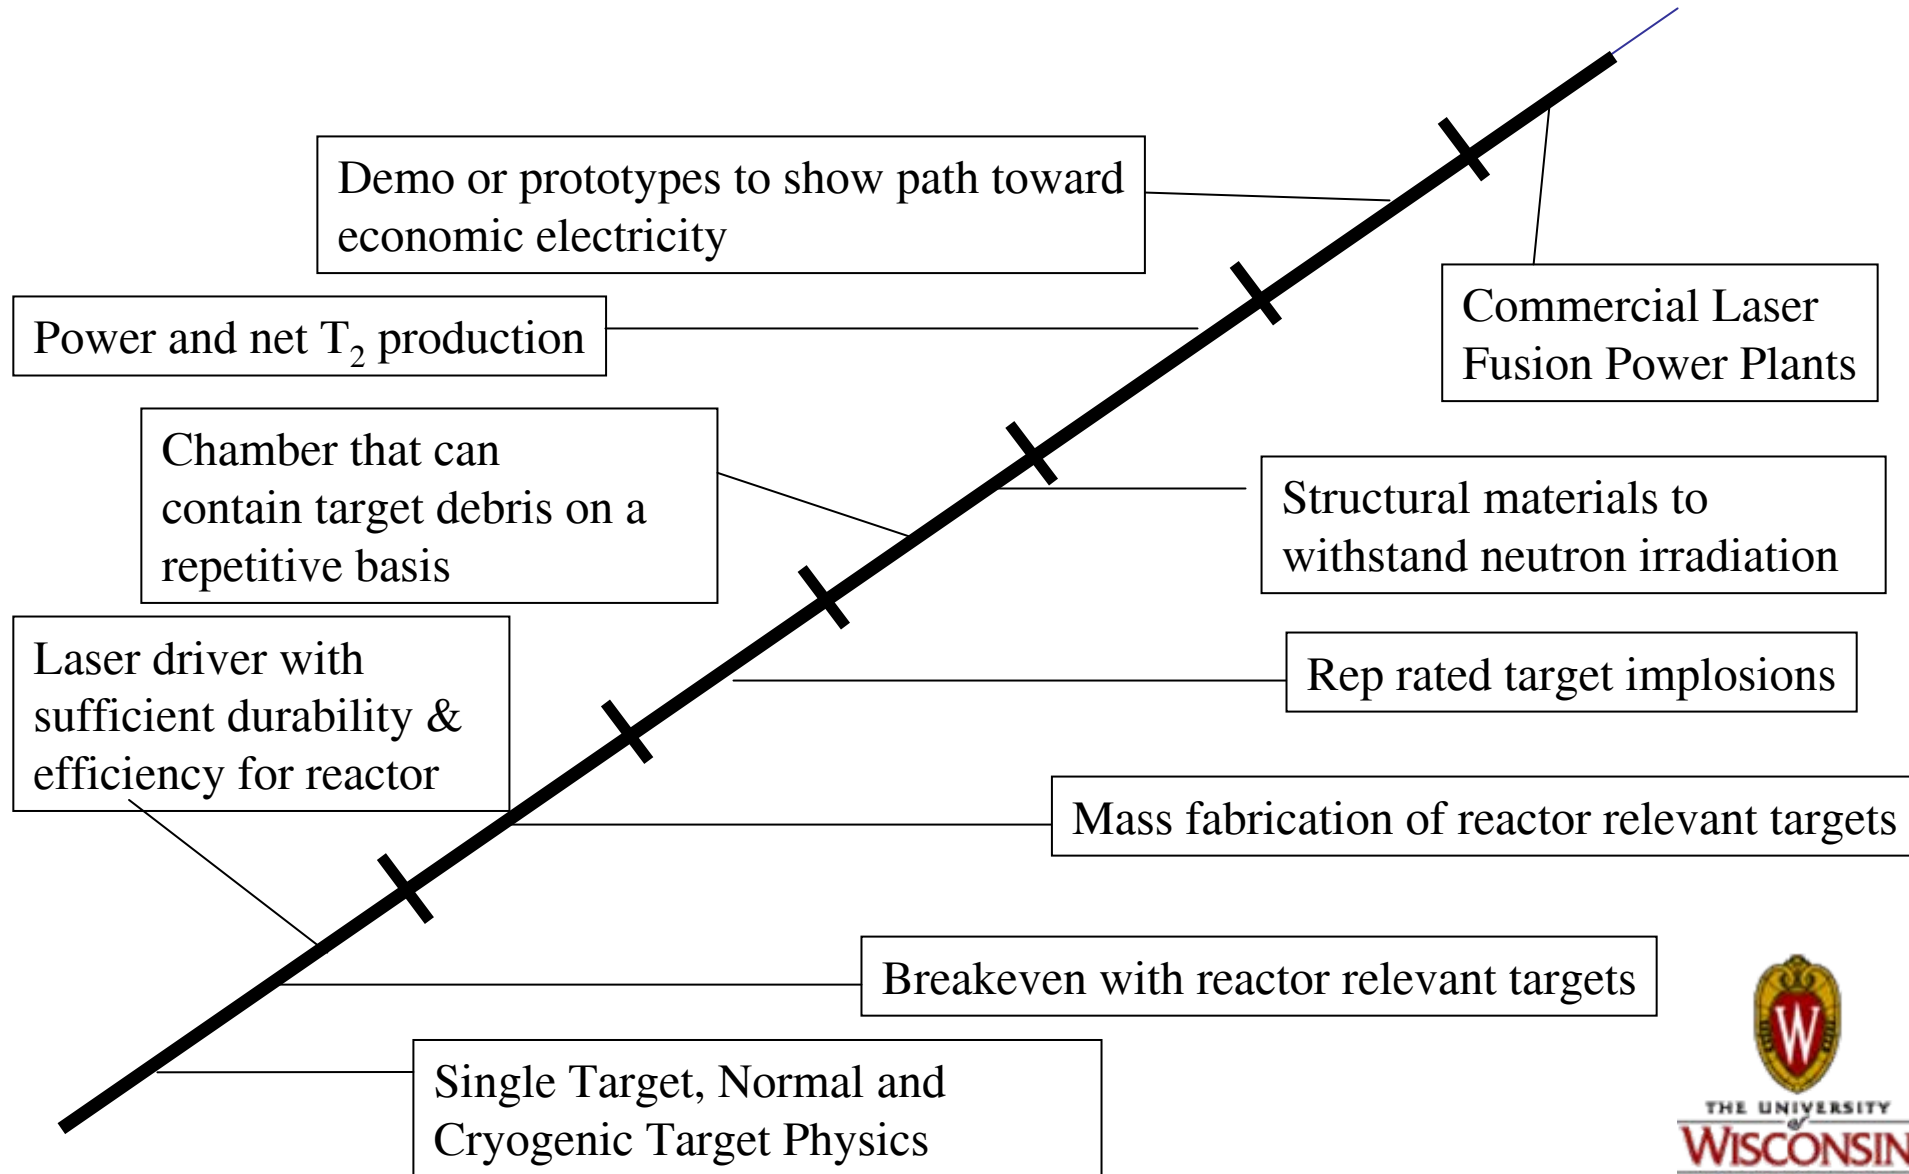 Demo or prototypes to show path toward
economic electricity
Power and net T₂ production
Commercial Laser
Fusion Power Plants
Chamber that can
contain target debris on a
repetitive basis
Structural materials to
withstand neutron irradiation
Laser driver with
sufficient durability &
efficiency for reactor
Rep rated target implosions
Mass fabrication of reactor relevant targets
Breakeven with reactor relevant targets
Single Target, Normal and
Cryogenic Target Physics
W
THE UNIVERSITY
of
WISCONSIN